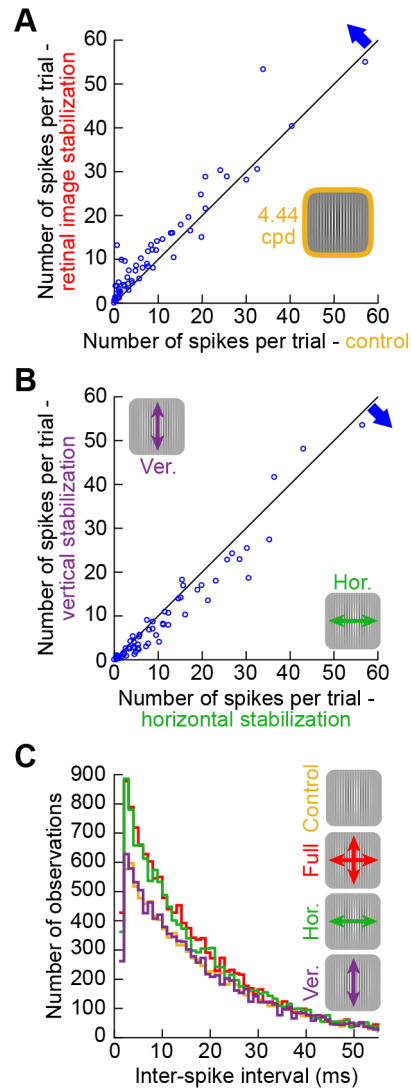 A
Number of spikes per trial -
retinal image stabilization
60
50
40
30
20
10
0
4.44
cpd
0 10 20 30 40 50 60
Number of spikes per trial - control
B
Number of spikes per trial -
vertical stabilization
60
50
40
30
20
10
0
Ver.
Hor.
0 10 20 30 40 50 60
Number of spikes per trial -
horizontal stabilization
C
Number of observations
900
800
700
600
500
400
300
200
100
0
Control
Full
Hor.
Ver.
0 10 20 30 40 50
Inter-spike interval (ms)